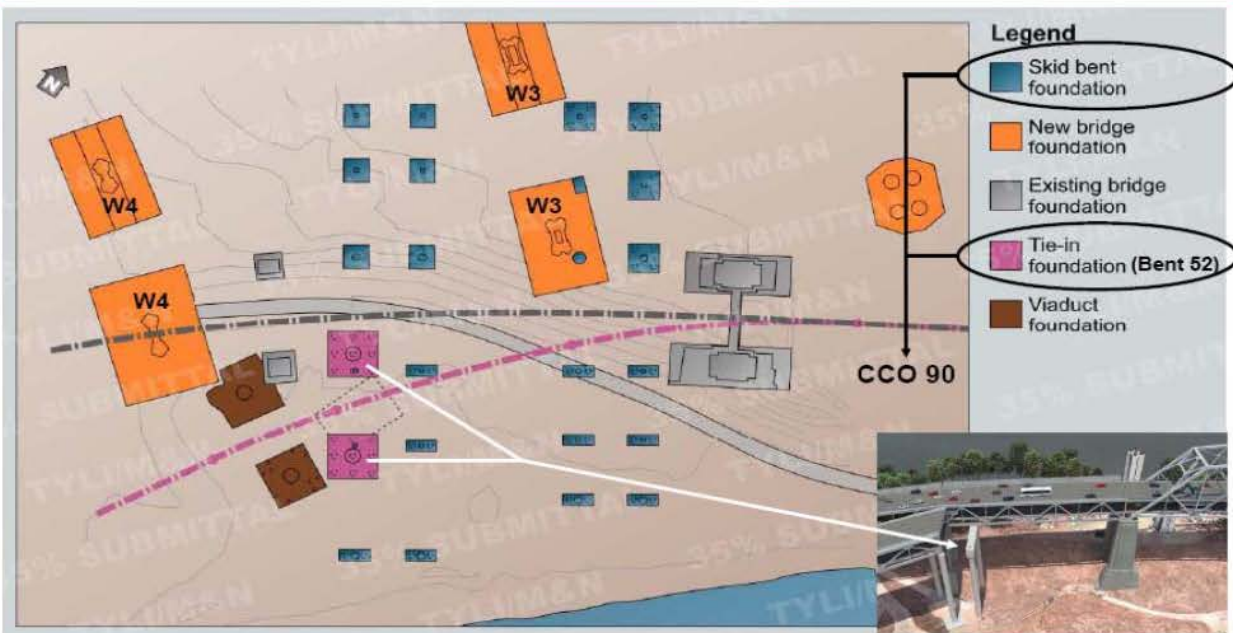 N
W3
W4
W3
W4
Legend
Skid bent
foundation
New bridge
foundation
Existing bridge
foundation
Tie-in
foundation (Bent 52)
Viaduct
foundation
CCO 90
35% SUBMITTAL
TYLI/M&N